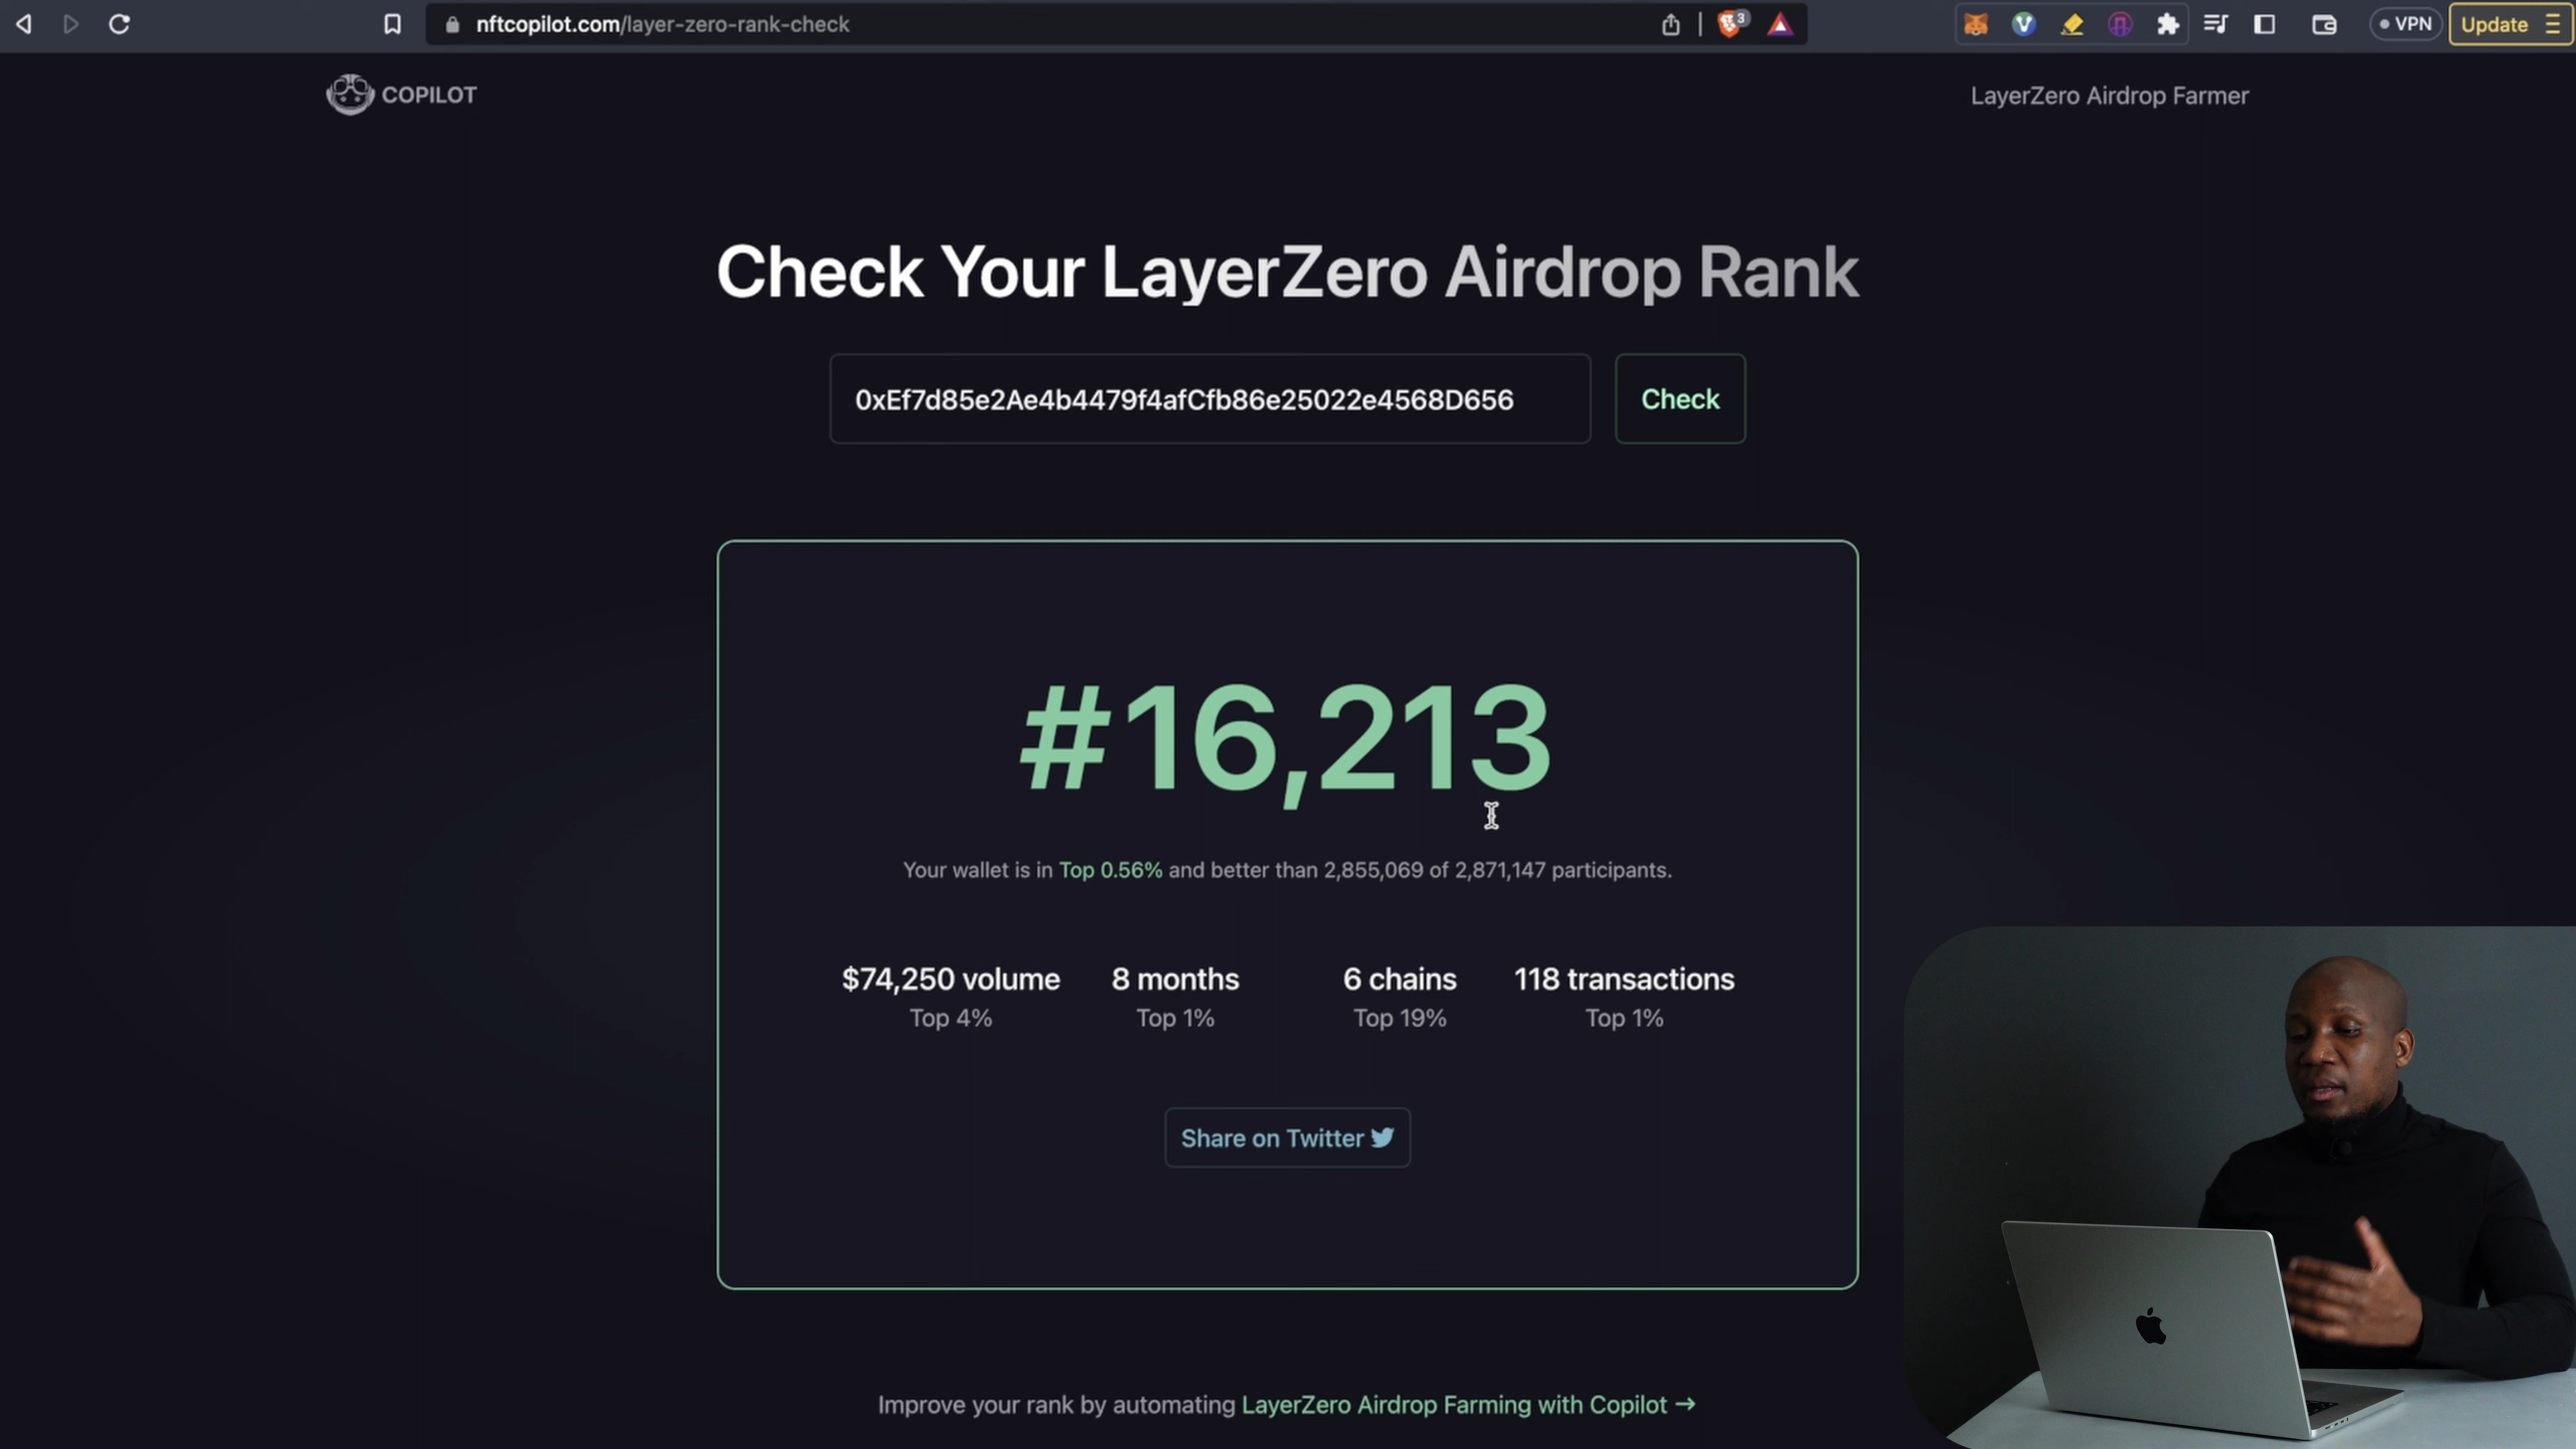 nftcopilot.com/layer-zero-rank-check
3
VPN
Update
COPILOT
LayerZero Airdrop Farmer
Check Your LayerZero Airdrop Rank
0xEf7d85e2Ae4b4479f4afCfb86e25022e4568D656
Check
#16,213
Your wallet is in Top 0.56% and better than 2,855,069 of 2,871,147 participants.
$74,250 volume
Top 4%
8 months
Top 1%
6 chains
Top 19%
118 transactions
Top 1%
Share on Twitter
Improve your rank by automating LayerZero Airdrop Farming with Copilot →